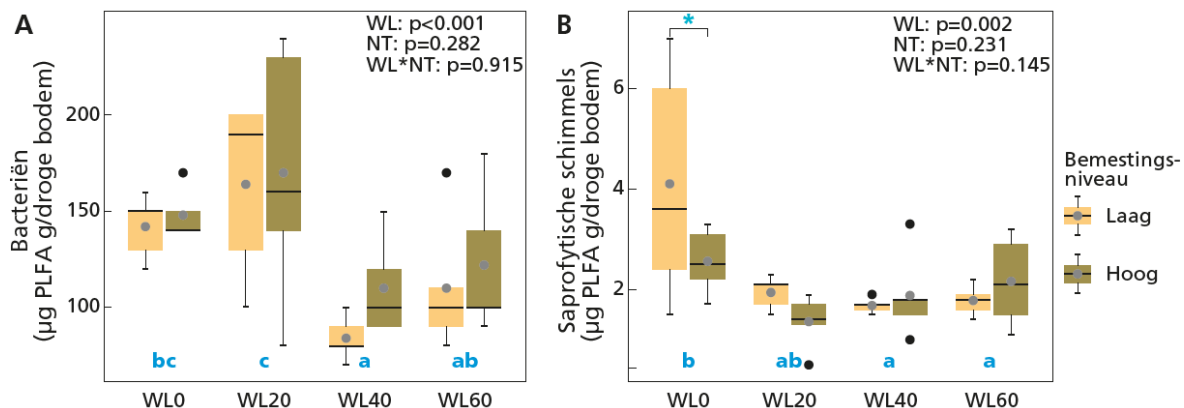 A
WL: p<0.001
NT: p=0.282
WL*NT: p=0.915
Bacteriën
(µg PLFA g/droge bodem)
200
150
100
bc
c
a
ab
WL0
WL20
WL40
WL60
B
*
WL: p=0.002
NT: p=0.231
WL*NT: p=0.145
Saprofytische schimmels
(µg PLFA g/droge bodem)
6
4
2
b
ab
a
a
WL0
WL20
WL40
WL60
Bemestings-
niveau
Laag
Hoog